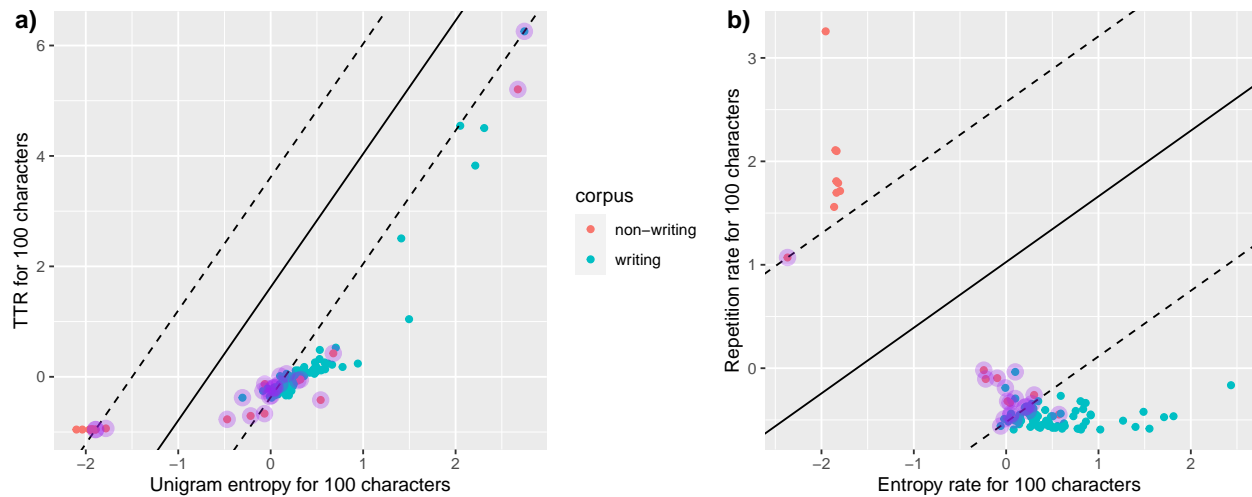 a)
TTR for 100 characters
6
4
2
0
−2
−1
0
1
2
Unigram entropy for 100 characters
corpus
non−writing
writing
b)
Repetition rate for 100 characters
3
2
1
0
−2
−1
0
1
2
Entropy rate for 100 characters